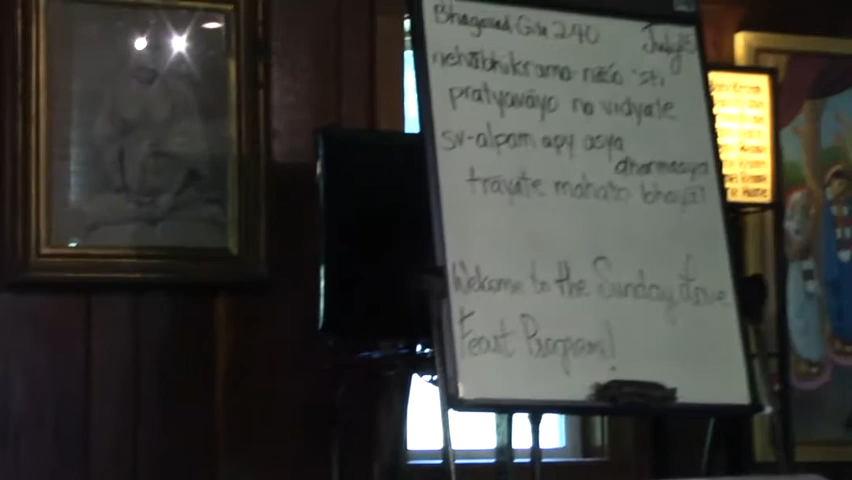 Bhagavad Gita 2.40
July 15
nehābhikrama-nāśo 'sti
pratyavāyo na vidyate
sv-alpam apy asya
dharmasya
trāyate mahato bhayāt
Welcome to the Sunday Love
Feast Program!